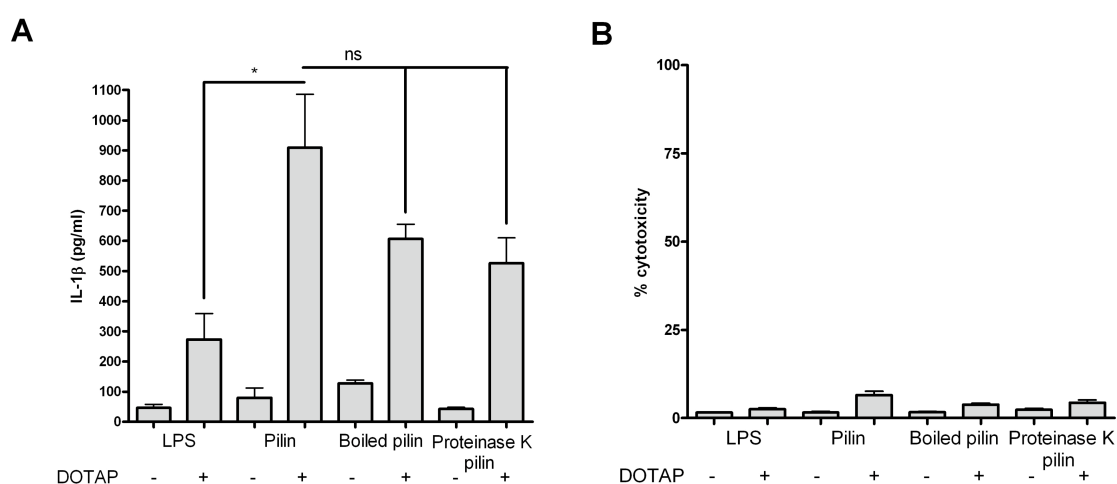 A
IL-1β (pg/ml)
1100
1000
900
800
700
600
500
400
300
200
100
0
*
ns
LPS Pilin Boiled pilin Proteinase K
pilin
DOTAP - + - + - + - +
B
% cytotoxicity
100
75
50
25
0
LPS Pilin Boiled pilin Proteinase K
pilin
DOTAP - + - + - + - +